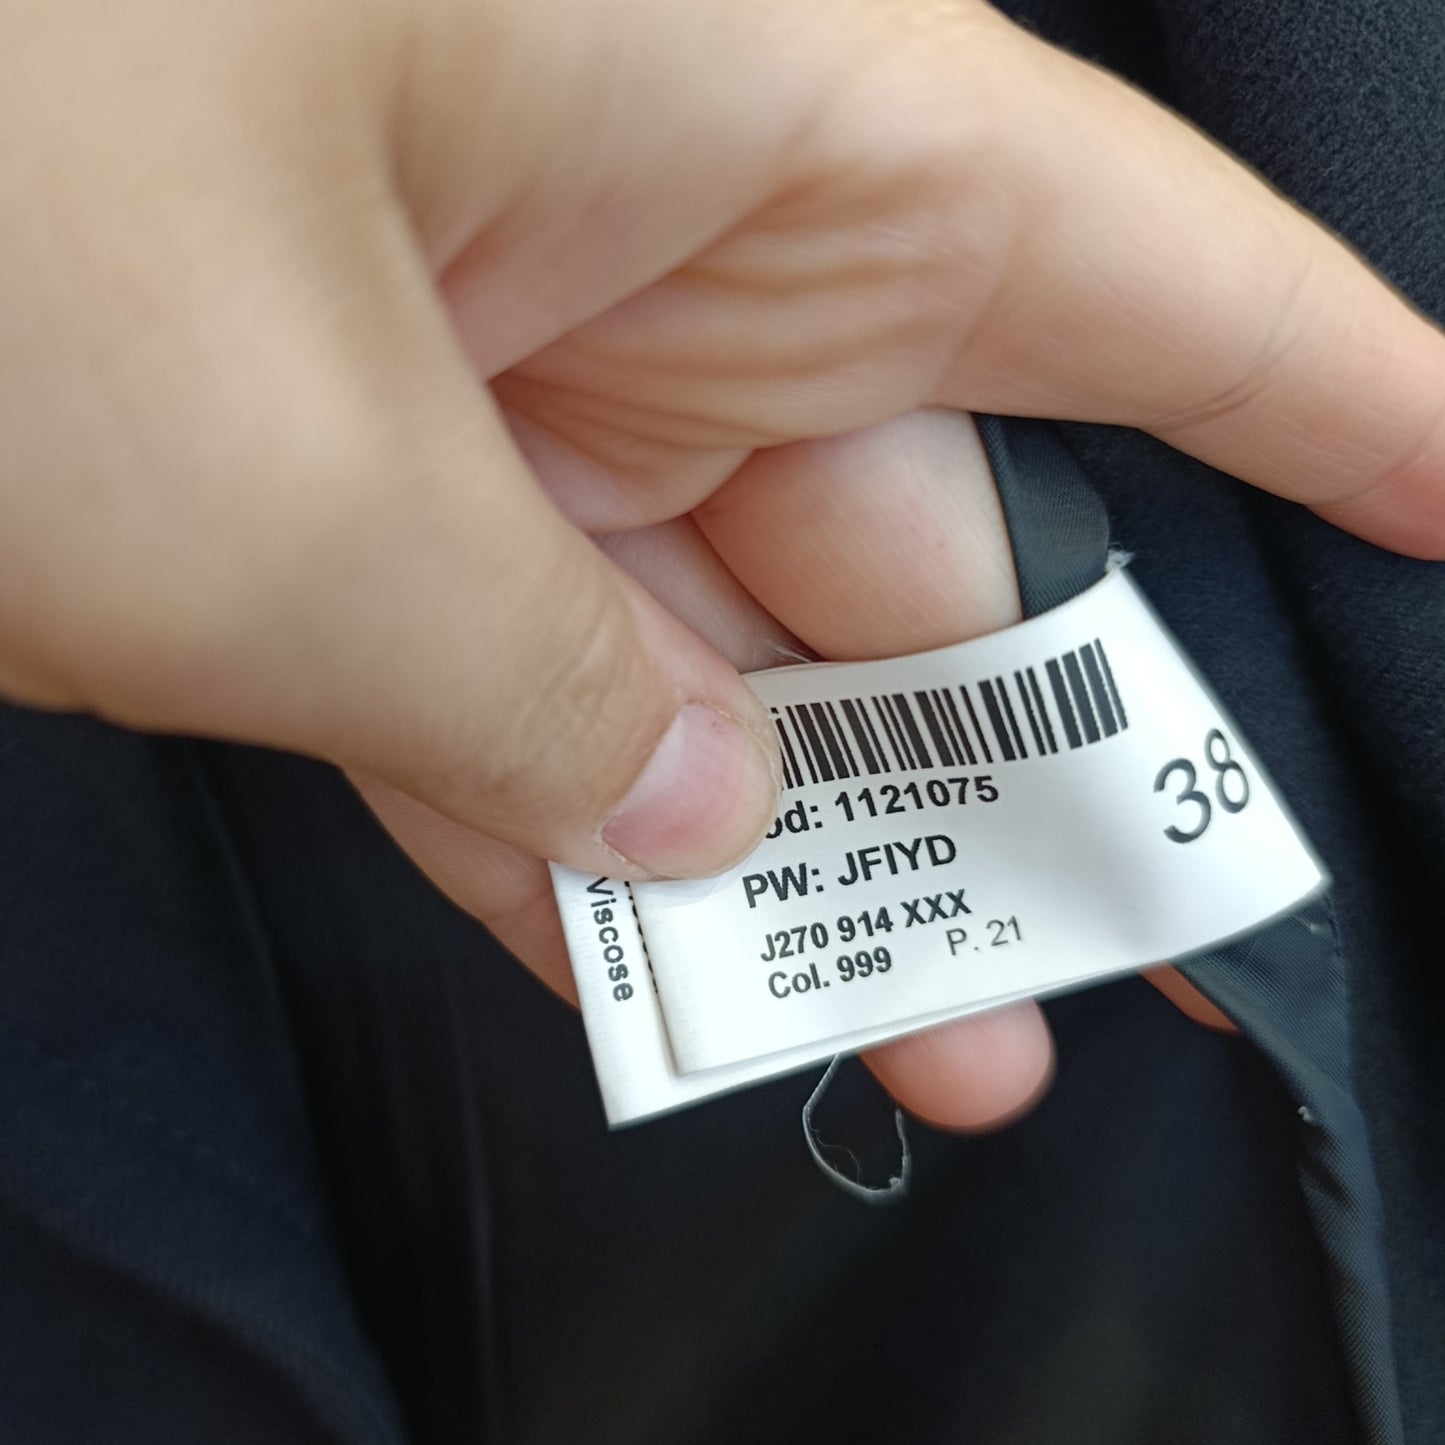 38
od: 1121075
PW: JFIYD
J270 914 XXX
Col. 999 P. 21
Viscose